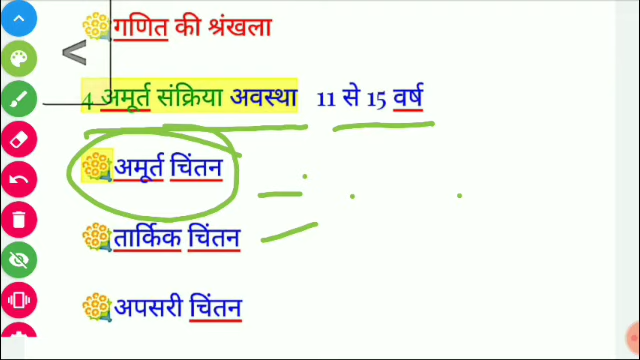 गणित की श्रंखला
4 अमूर्त संक्रिया अवस्था 11 से 15 वर्ष
अमूर्त चिंतन
तार्किक चिंतन
अपसरी चिंतन